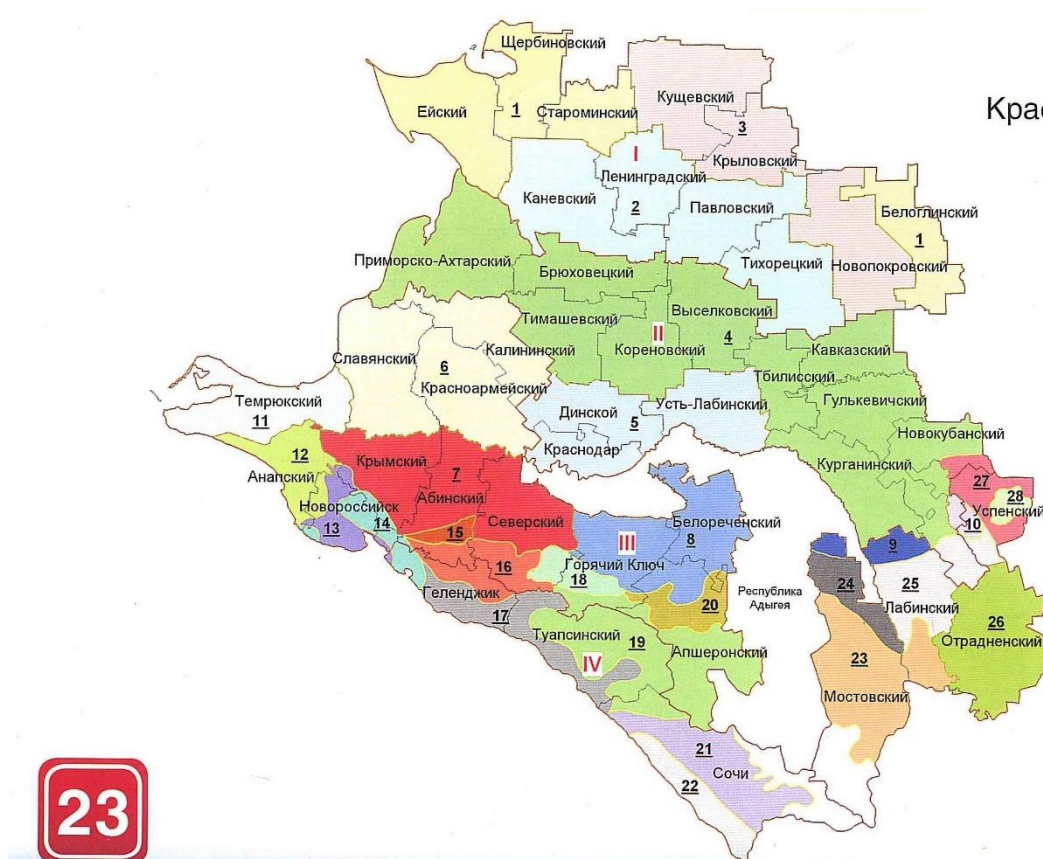 Щербиновский
Ейский
1
Староминский
Кущевский
3
Крас
Крыловский
I
Ленинградский
Каневский
2
Павловский
Белоглинский
1
Тихорецкий
Новопокровский
Приморско-Ахтарский
Брюховецкий
Выселковский
Тимашевский
II
4
Кореновский
Калининский
Кавказский
Славянский
6
Красноармейский
Тбилисский
Темрюкский
11
Динской
5
Усть-Лабинский
Гулькевичский
Краснодар
Новокубанский
12
Анапский
Крымский
7
Абинский
Курганинский
27
28
Успенский
Новороссийск
13
14
Северский
Белореченский
8
10
15
III
9
16
Горячий Ключ
18
24
25
Геленджик
20
Республика
Адыгея
Лабинский
17
Туапсинский
19
Апшеронский
26
Отрадненский
IV
23
Мостовский
21
Сочи
22
23